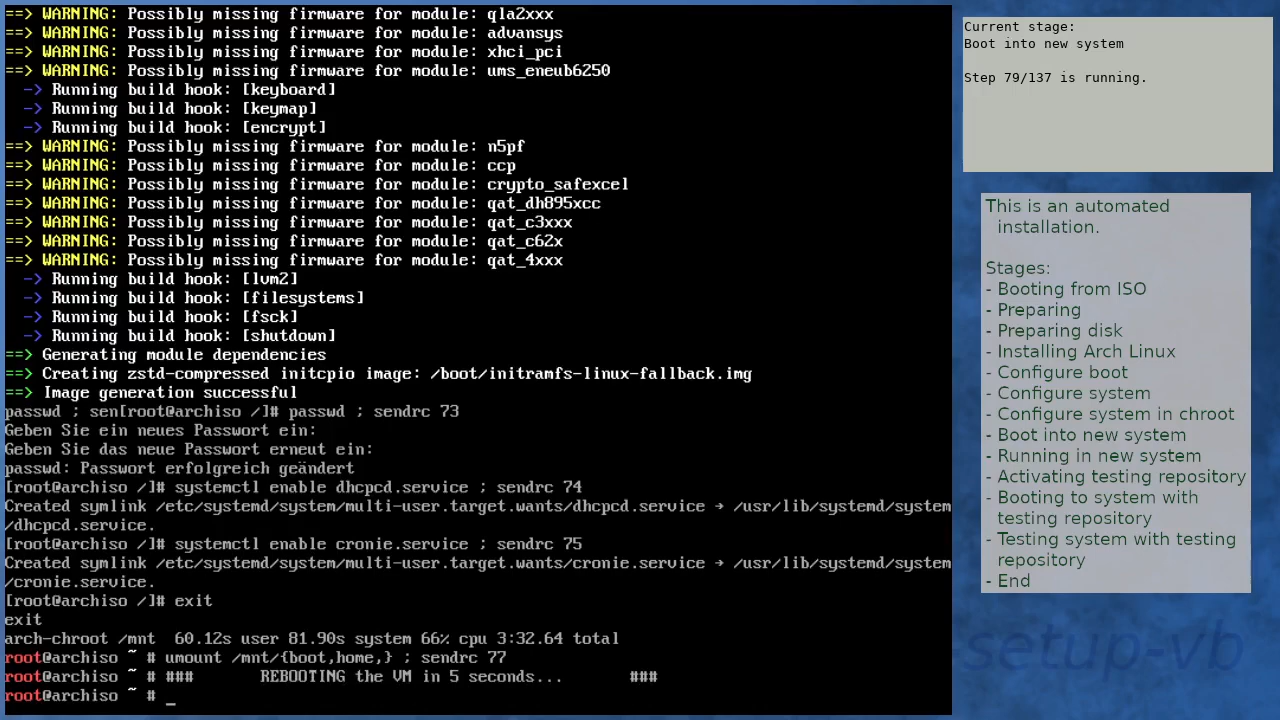 ==> WARNING: Possibly missing firmware for module: qla2xxx
==> WARNING: Possibly missing firmware for module: advansys
==> WARNING: Possibly missing firmware for module: xhci_pci
==> WARNING: Possibly missing firmware for module: ums_eneub6250
  -> Running build hook: [keyboard]
  -> Running build hook: [keymap]
  -> Running build hook: [encrypt]
==> WARNING: Possibly missing firmware for module: n5pf
==> WARNING: Possibly missing firmware for module: ccp
==> WARNING: Possibly missing firmware for module: crypto_safexcel
==> WARNING: Possibly missing firmware for module: qat_dh895xcc
==> WARNING: Possibly missing firmware for module: qat_c3xxx
==> WARNING: Possibly missing firmware for module: qat_c62x
==> WARNING: Possibly missing firmware for module: qat_4xxx
  -> Running build hook: [lvm2]
  -> Running build hook: [filesystems]
  -> Running build hook: [fsck]
  -> Running build hook: [shutdown]
==> Generating module dependencies
==> Creating zstd-compressed initcpio image: /boot/initramfs-linux-fallback.img
==> Image generation successful
passwd ; sen[root@archiso /]# passwd ; sendrc 73
Geben Sie ein neues Passwort ein:
Geben Sie das neue Passwort erneut ein:
passwd: Passwort erfolgreich geändert
[root@archiso /]# systemctl enable dhcpcd.service ; sendrc 74
Created symlink /etc/systemd/system/multi-user.target.wants/dhcpcd.service → /usr/lib/systemd/system
/dhcpcd.service.
[root@archiso /]# systemctl enable cronie.service ; sendrc 75
Created symlink /etc/systemd/system/multi-user.target.wants/cronie.service → /usr/lib/systemd/system
/cronie.service.
[root@archiso /]# exit
exit
arch-chroot /mnt  60.12s user 81.90s system 66% cpu 3:32.64 total
root@archiso ~ # umount /mnt/{boot,home,} ; sendrc 77
root@archiso ~ # ###       REBOOTING the VM in 5 seconds...       ###
root@archiso ~ # _
Current stage:
Boot into new system
Step 79/137 is running.
This is an automated
installation.
Stages:
- Booting from ISO
- Preparing
- Preparing disk
- Installing Arch Linux
- Configure boot
- Configure system
- Configure system in chroot
- Boot into new system
- Running in new system
- Activating testing repository
- Booting to system with
testing repository
- Testing system with testing
repository
- End
setup-vb